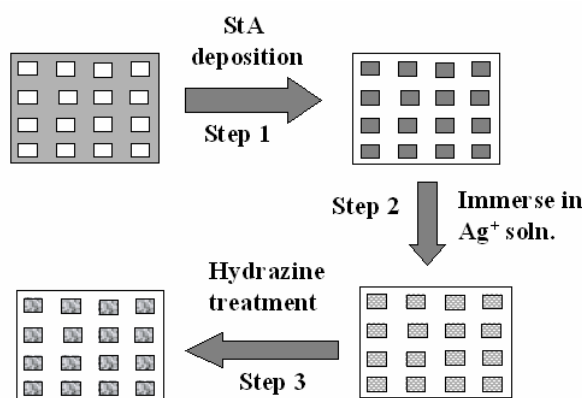 StA
deposition
Step 1
Step 2
Immerse in
Ag⁺ soln.
Hydrazine
treatment
Step 3